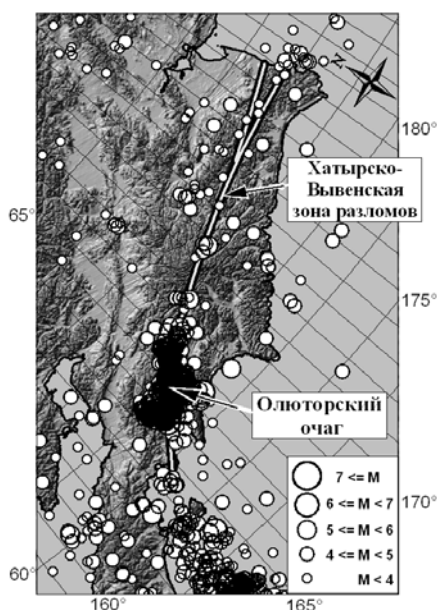 N
180°
Хатырско-
Вывенская
зона разломов
65°
175°
Олюторский
очаг
7 <= M
6 <= M < 7
5 <= M < 6
4 <= M < 5
M < 4
170°
60°
160°
165°